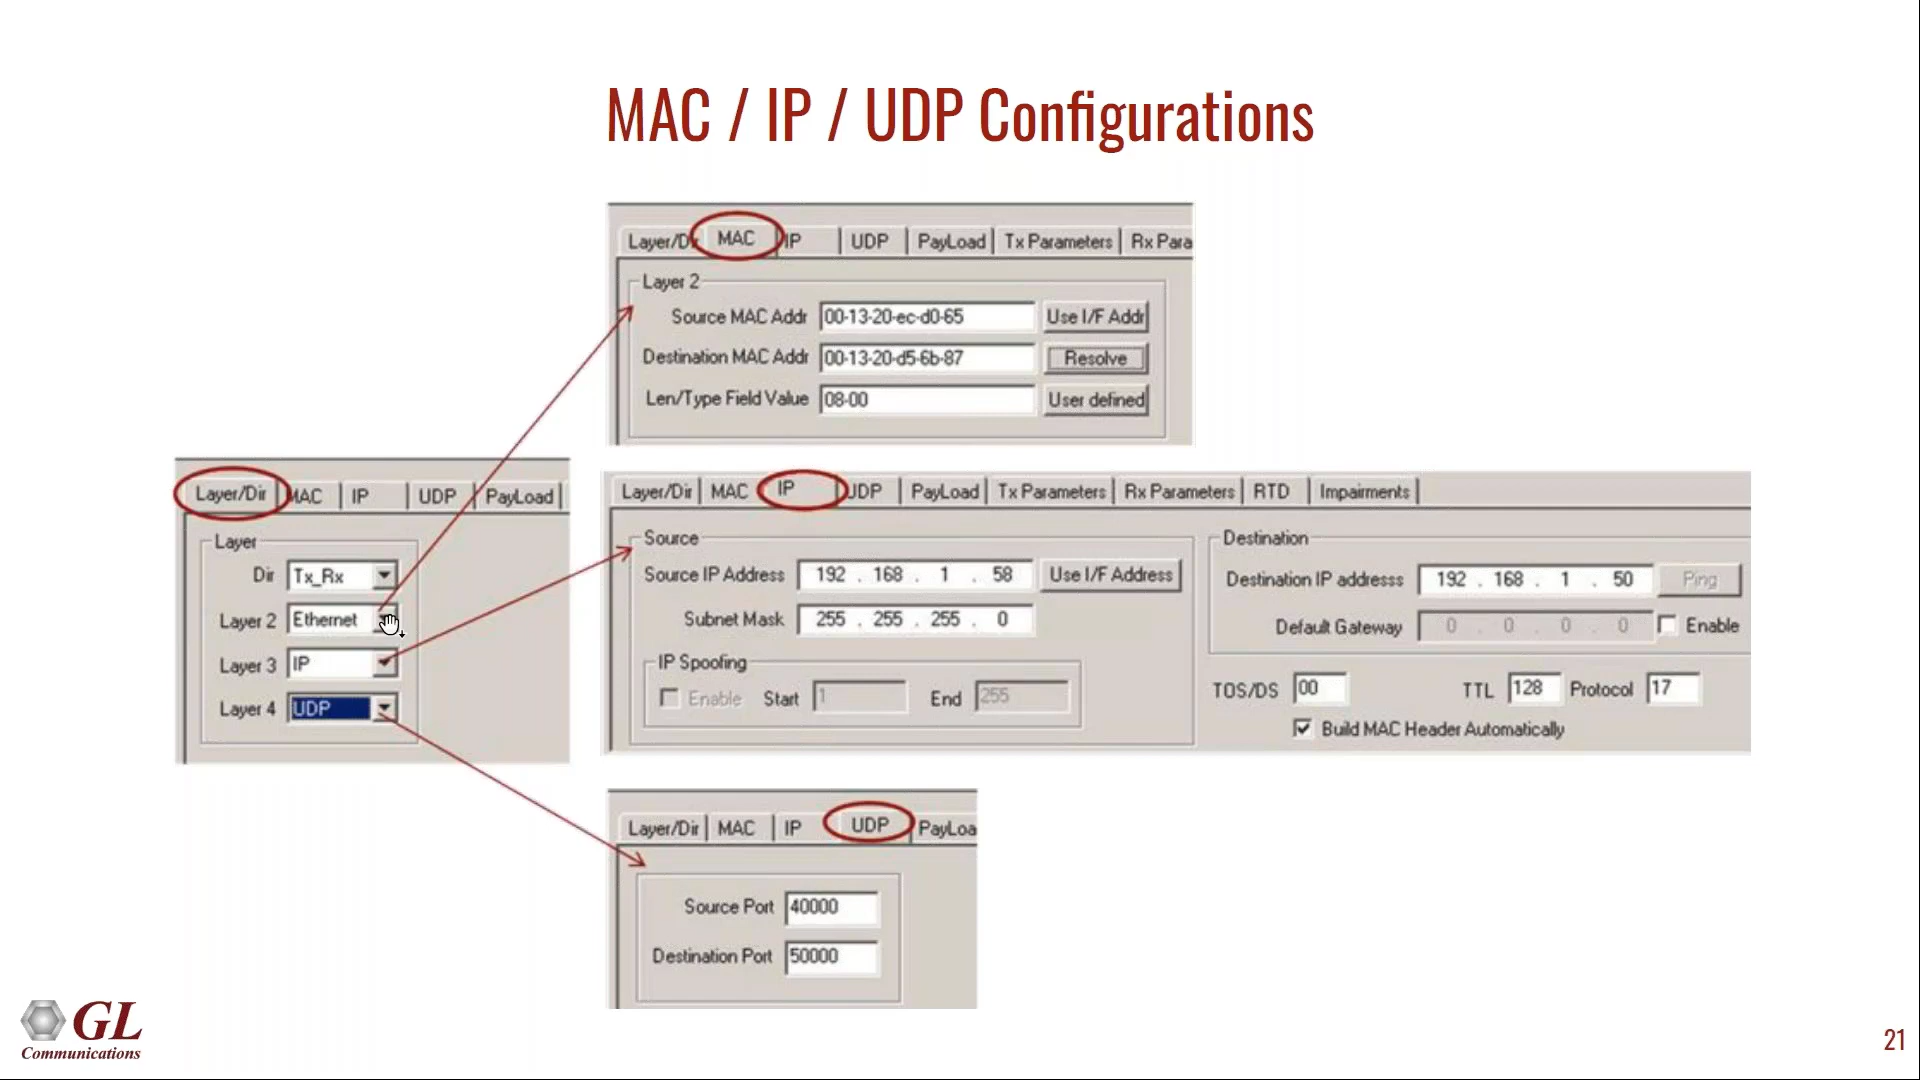 MAC / IP / UDP Configurations
Layer/Di MAC IP UDP PayLoad Tx Parameters Rx Para
Layer 2
Source MAC Addr 00-13-20-ec-d0-65 Use I/F Addr
Destination MAC Addr 00-13-20-d5-6b-87 Resolve
Len/Type Field Value 08-00 User defined
Layer/Dir MAC IP UDP PayLoad
Layer
Dir Tx_Rx
Layer 2 Ethernet
Layer 3 IP
Layer 4 UDP
Layer/Dir MAC IP UDP PayLoad Tx Parameters Rx Parameters RTD Impairments
Source
Source IP Address 192 . 168 . 1 . 58 Use I/F Address
Subnet Mask 255 . 255 . 255 . 0
IP Spoofing
Enable Start 1 End 255
Destination
Destination IP addresss 192 . 168 . 1 . 50 Ping
Default Gateway 0 . 0 . 0 . 0 Enable
TOS/DS 00 TTL 128 Protocol 17
Build MAC Header Automatically
Layer/Dir MAC IP UDP PayLoa
Source Port 40000
Destination Port 50000
GL
Communications
21